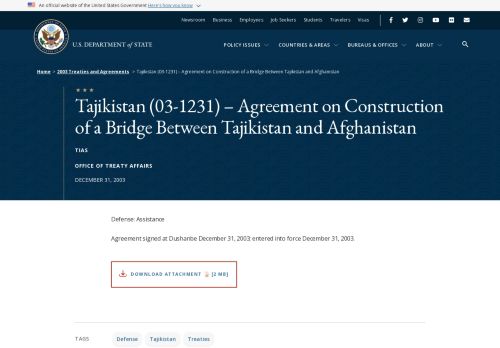 An official website of the United States Government Here's how you know
Newsroom Business Employees Job Seekers Students Travelers Visas
U.S. DEPARTMENT of STATE
POLICY ISSUES COUNTRIES & AREAS BUREAUS & OFFICES ABOUT
Home > 2003 Treaties and Agreements > Tajikistan (03-1231) – Agreement on Construction of a Bridge Between Tajikistan and Afghanistan
Tajikistan (03-1231) – Agreement on Construction
of a Bridge Between Tajikistan and Afghanistan
TIAS
OFFICE OF TREATY AFFAIRS
DECEMBER 31, 2003
Defense: Assistance
Agreement signed at Dushanbe December 31, 2003; entered into force December 31, 2003.
DOWNLOAD ATTACHMENT [2 MB]
TAGS Defense Tajikistan Treaties